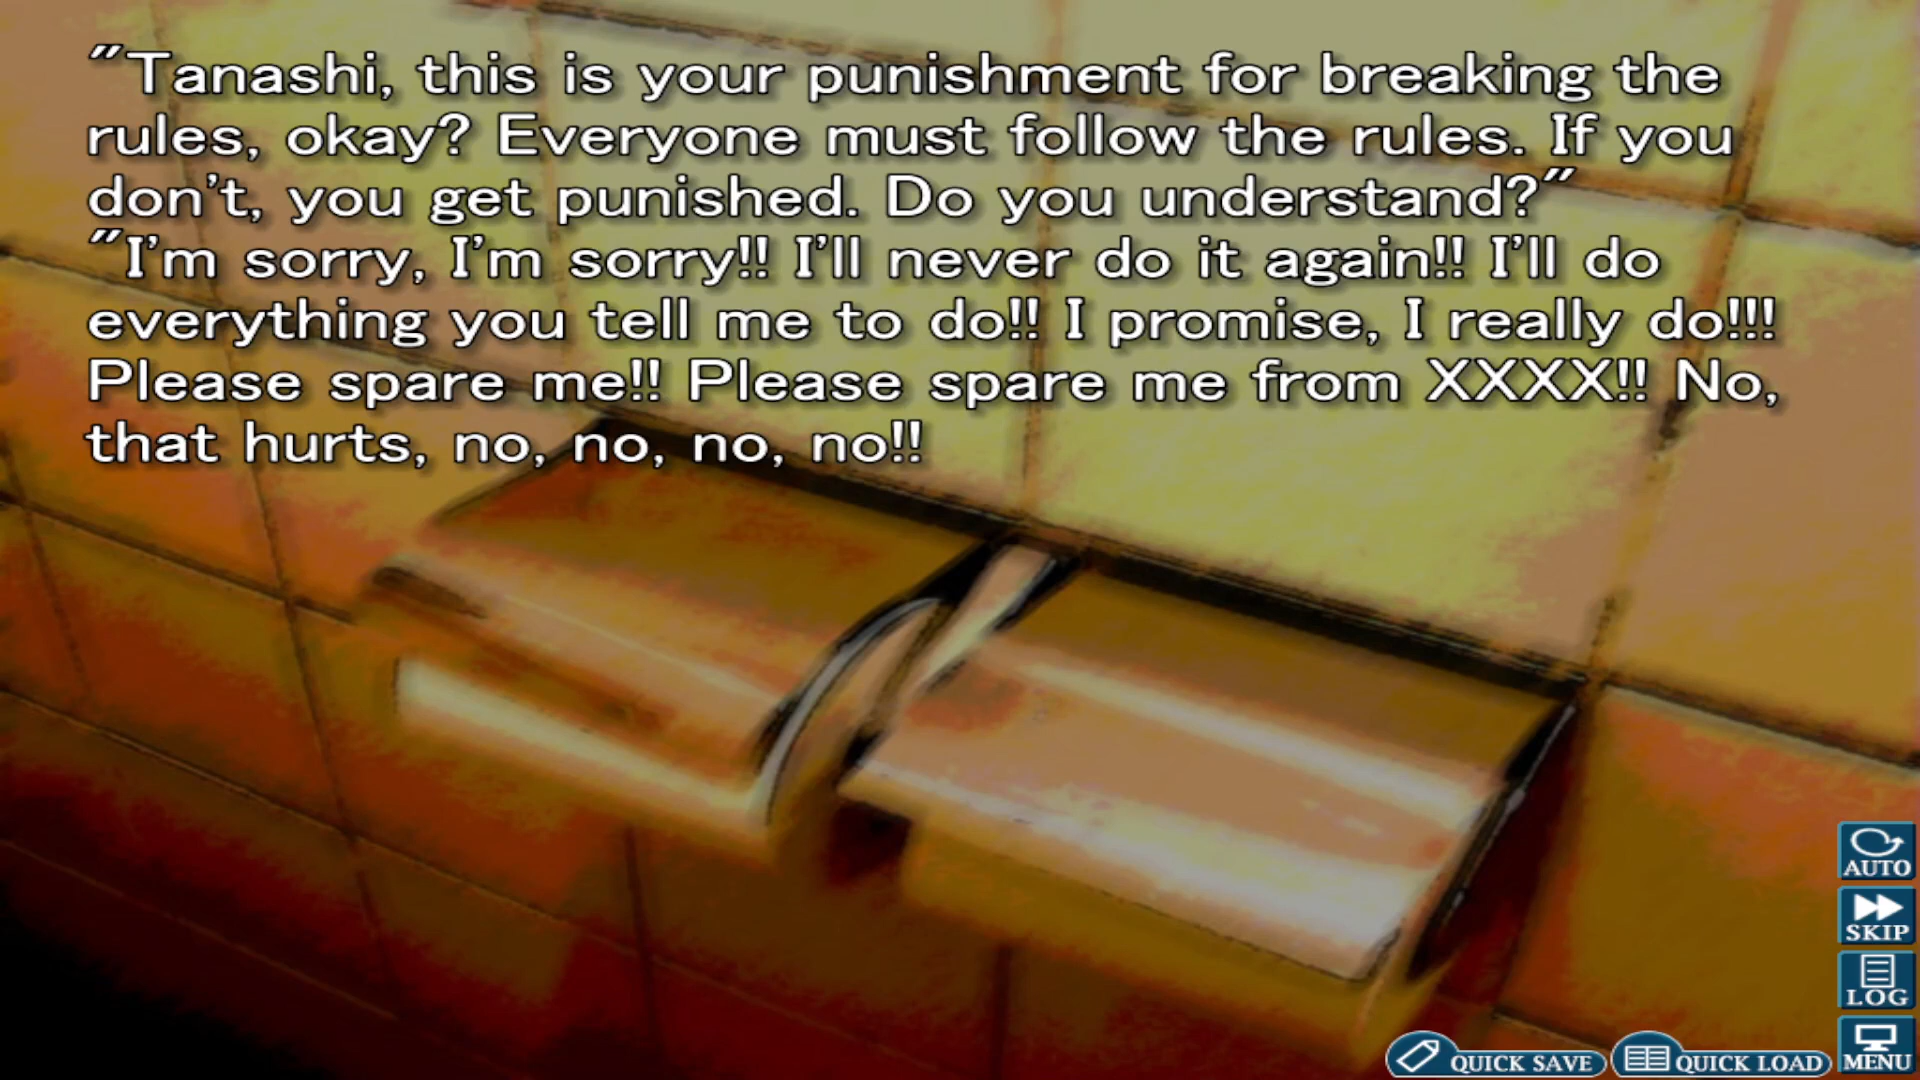 "Tanashi, this is your punishment for breaking the
rules, okay? Everyone must follow the rules. If you
don't, you get punished. Do you understand?"
"I'm sorry, I'm sorry!! I'll never do it again!! I'll do
everything you tell me to do!! I promise, I really do!!!
Please spare me!! Please spare me from XXXX!! No,
that hurts, no, no, no, no!!
AUTO
SKIP
LOG
MENU
QUICK SAVE
QUICK LOAD